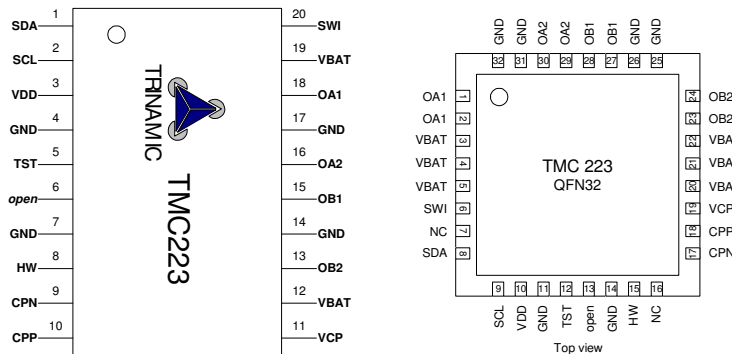 1 20
SDA SWI
2 19
SCL VBAT
3 18
VDD OA1
4 17
GND GND
5 16
TST OA2
6 15
open OB1
7 14
GND GND
8 13
HW OB2
9 12
CPN VBAT
10 11
CPP VCP
TRINAMIC
TMC223
GND GND OA2 OA2 OB1 OB1 GND GND
32 31 30 29 28 27 26 25
OA1 1 24 OB2
OA1 2 23 OB2
VBAT 3 22 VBA
VBAT 4 21 VBA
VBAT 5 20 VBA
SWI 6 19 VCP
NC 7 18 CPP
SDA 8 17 CPN
TMC 223
QFN32
9 10 11 12 13 14 15 16
SCL VDD GND TST open GND HW NC
Top view